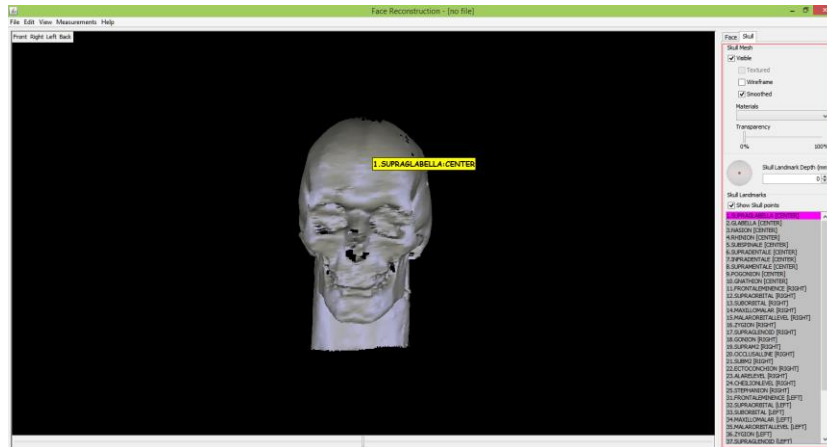 Face Reconstruction - [no file]
File Edit View Measurements Help
Front Right Left Back
Face Skull
Skull Mesh
Visible
Textured
Wireframe
Smoothed
Materials
Transparency
0% 100%
Skull Landmark Depth (mm
0
Skull Landmarks
Show Skull points
1.SUPRAGLABELLA:CENTER
1.SUPRAGLABELLA [CENTER]
2.GLABELLA [CENTER]
3.NASION [CENTER]
4.RHINION [CENTER]
5.SUBSPINALE [CENTER]
6.SUPRADENTALE [CENTER]
7.INFRADENTALE [CENTER]
8.SUPRAMENTALE [CENTER]
9.POGONION [CENTER]
10.GNATHION [CENTER]
11.FRONTALEMINENCE [RIGHT]
12.SUPRAORBITAL [RIGHT]
13.SUBORBITAL [RIGHT]
14.MAXILLOMALAR [RIGHT]
15.MALARORBITALLEVEL [RIGHT]
16.ZYGION [RIGHT]
17.SUPRAGLENOID [RIGHT]
18.GONION [RIGHT]
19.SUPRAM2 [RIGHT]
20.OCCLUSALLINE [RIGHT]
21.SUBM2 [RIGHT]
22.ECTOCONCHION [RIGHT]
23.ALARELEVEL [RIGHT]
24.CHEILIONLEVEL [RIGHT]
25.STEPHANION [RIGHT]
31.FRONTALEMINENCE [LEFT]
32.SUPRAORBITAL [LEFT]
33.SUBORBITAL [LEFT]
34.MAXILLOMALAR [LEFT]
35.MALARORBITALLEVEL [LEFT]
36.ZYGION [LEFT]
37.SUPRAGLENOID [LEFT]